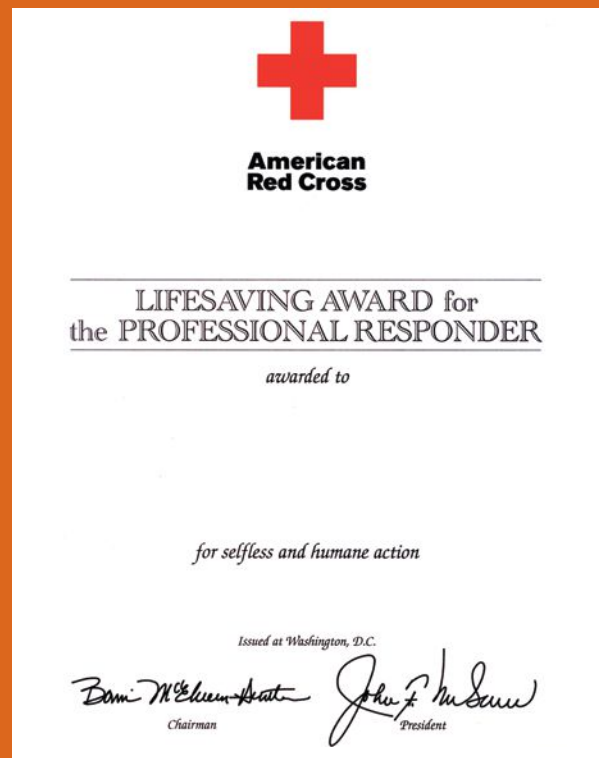 American
Red Cross
LIFESAVING AWARD for
the PROFESSIONAL RESPONDER
awarded to
for selfless and humane action
Issued at Washington, D.C.
Chairman
President